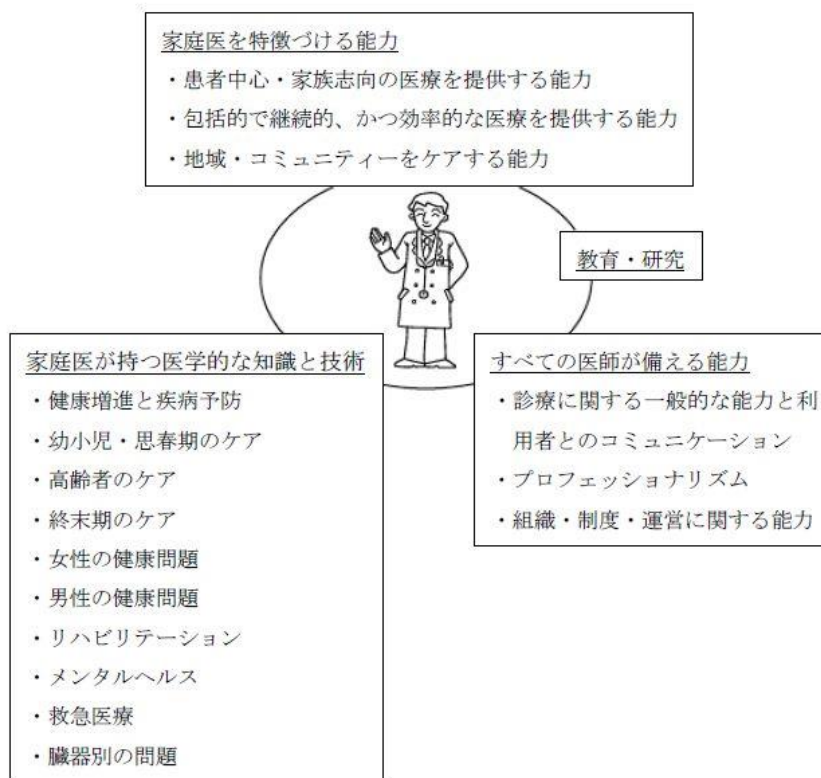 家庭医を特徴づける能力
・患者中心・家族志向の医療を提供する能力
・包括的で継続的、かつ効率的な医療を提供する能力
・地域・コミュニティーをケアする能力
教育・研究
家庭医が持つ医学的な知識と技術
・健康増進と疾病予防
・幼小児・思春期のケア
・高齢者のケア
・終末期のケア
・女性の健康問題
・男性の健康問題
・リハビリテーション
・メンタルヘルス
・救急医療
・臓器別の問題
すべての医師が備える能力
・診療に関する一般的な能力と利
用者とのコミュニケーション
・プロフェッショナリズム
・組織・制度・運営に関する能力